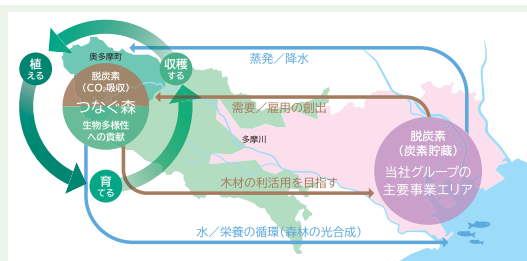 奥多摩町
植
える
収穫
する
育
てる
脱炭素
(CO₂吸収)
つなぐ森
生物多様性
への貢献
蒸発/降水
需要/雇用の創出
多摩川
木材の利活用を目指す
水/栄養の循環(森林の光合成)
脱炭素
(炭素貯蔵)
当社グループの
主要事業エリア